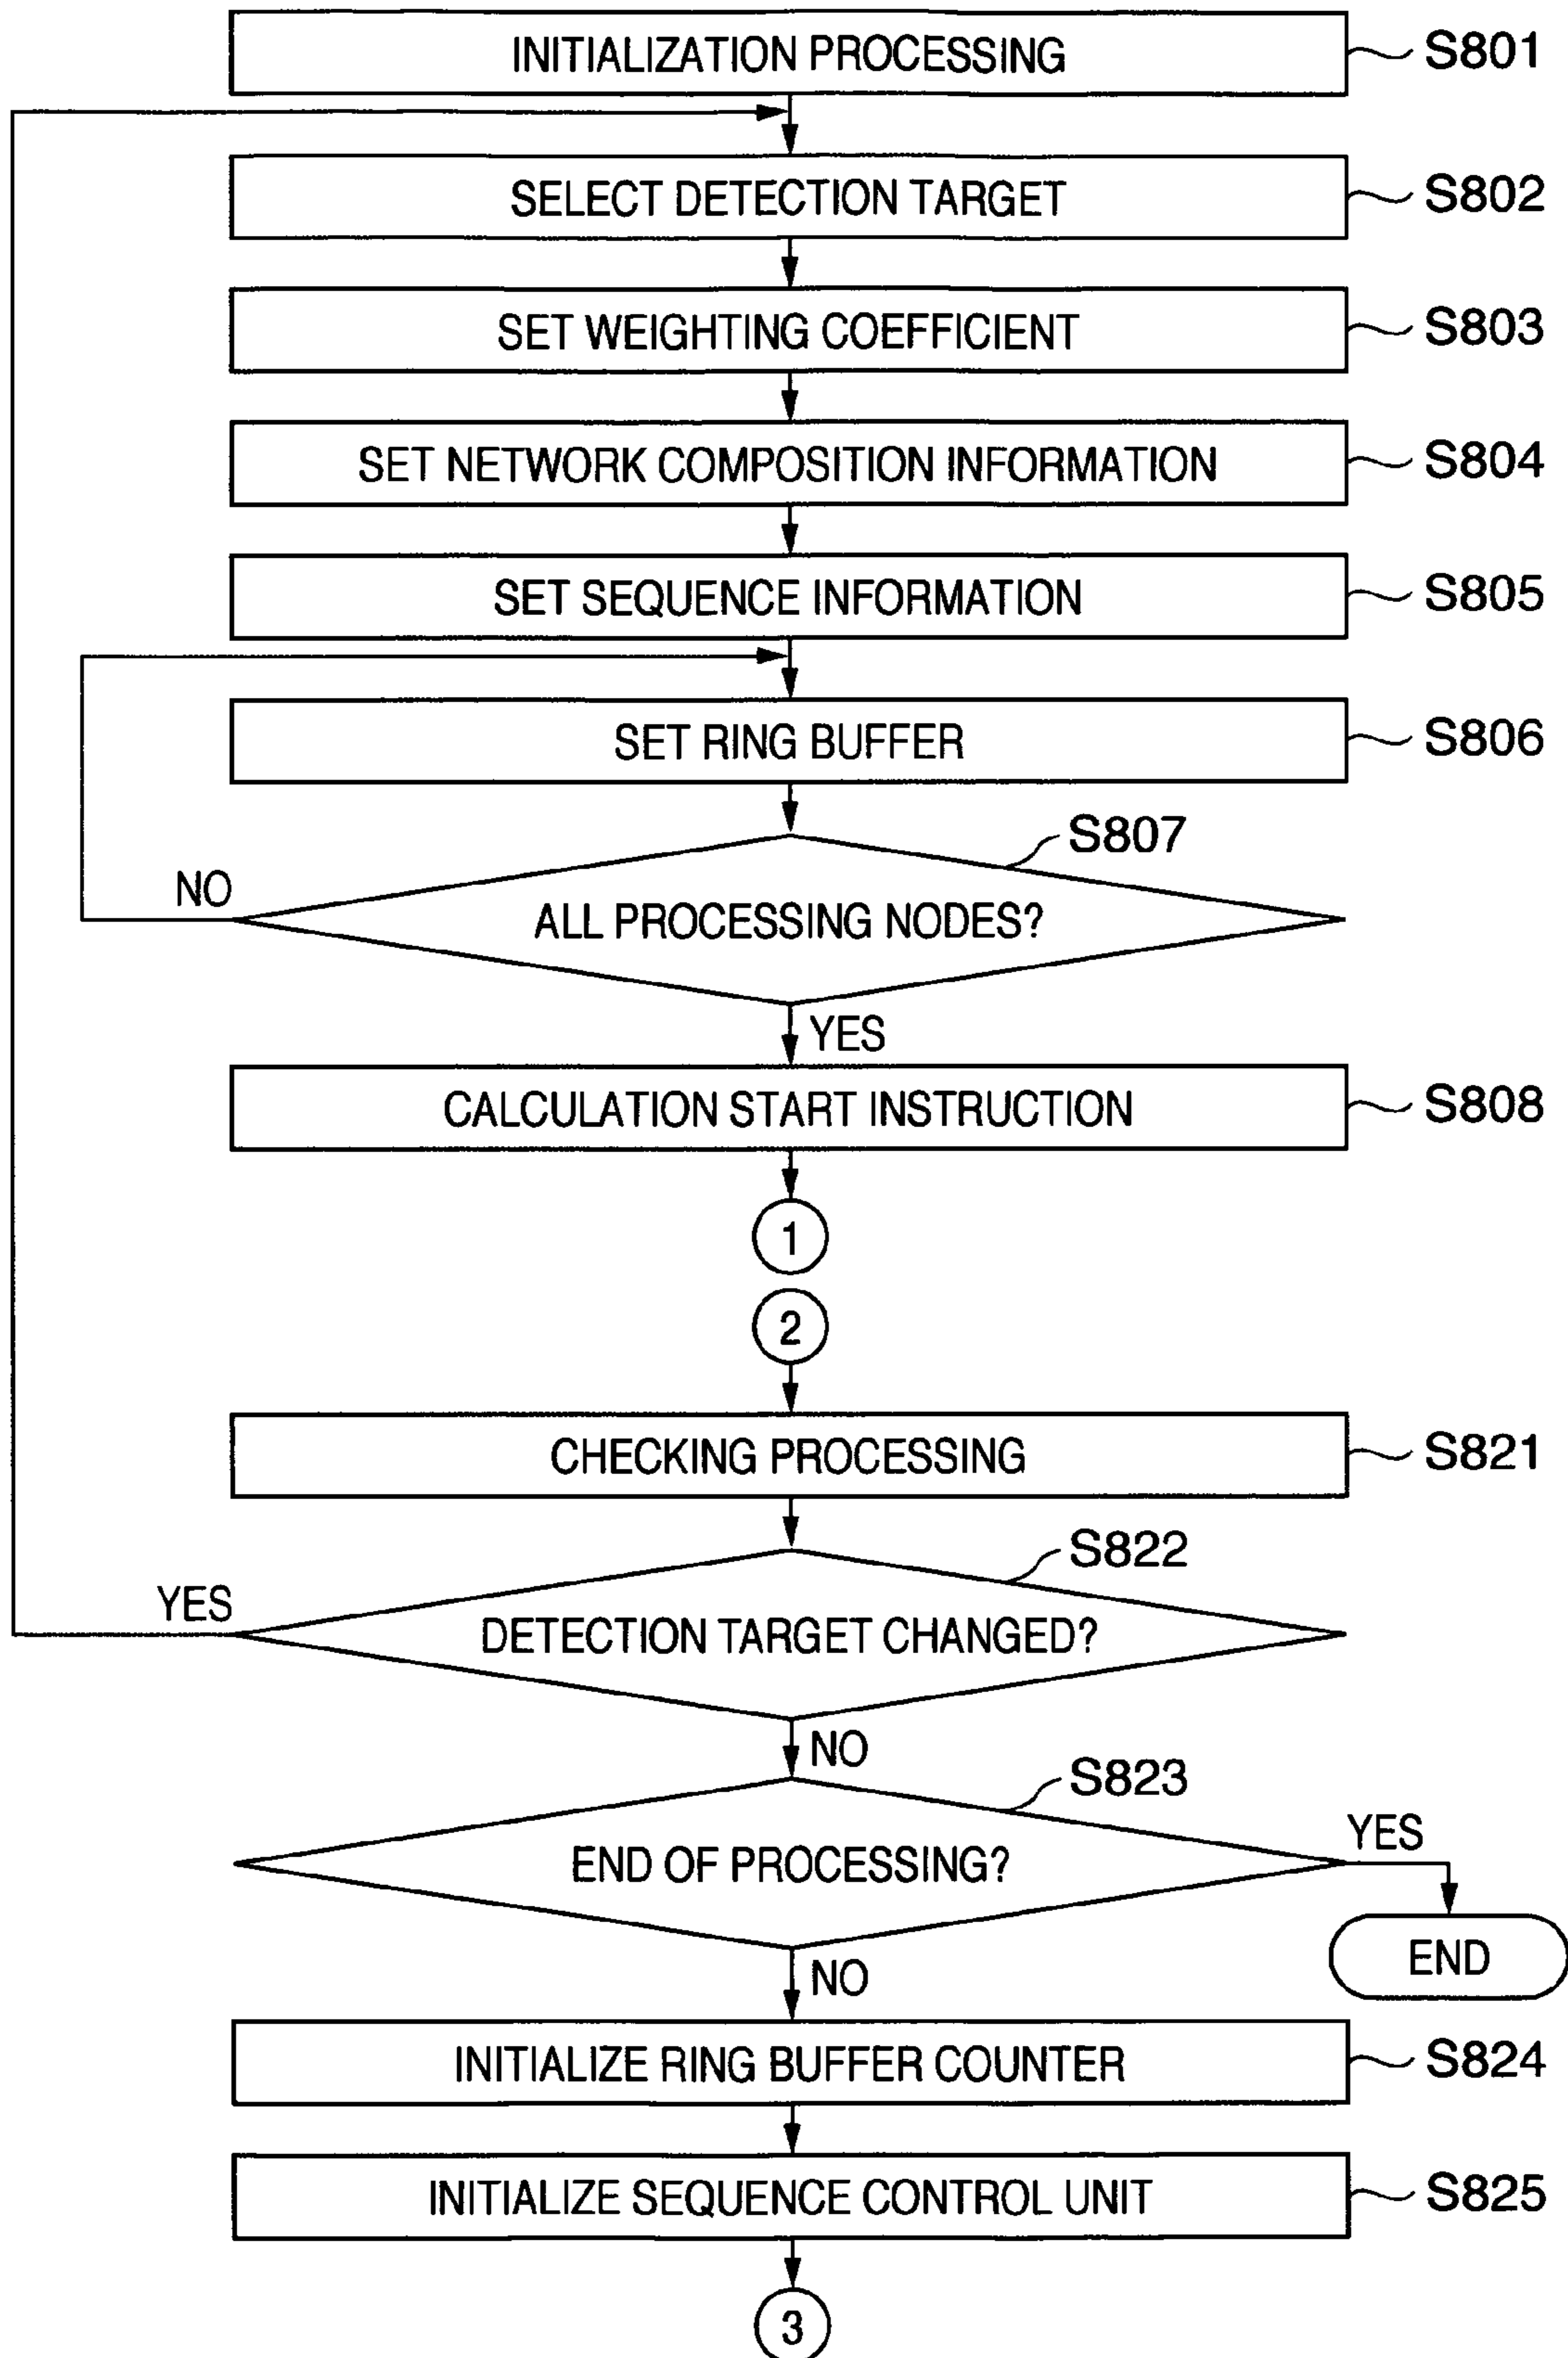 INITIALIZATION PROCESSING
S801
SELECT DETECTION TARGET
S802
SET WEIGHTING COEFFICIENT
S803
SET NETWORK COMPOSITION INFORMATION
S804
SET SEQUENCE INFORMATION
S805
SET RING BUFFER
S806
S807
NO
ALL PROCESSING NODES?
YES
CALCULATION START INSTRUCTION
S808
1
2
CHECKING PROCESSING
S821
S822
YES
DETECTION TARGET CHANGED?
NO
S823
YES
END OF PROCESSING?
END
NO
INITIALIZE RING BUFFER COUNTER
S824
INITIALIZE SEQUENCE CONTROL UNIT
S825
3